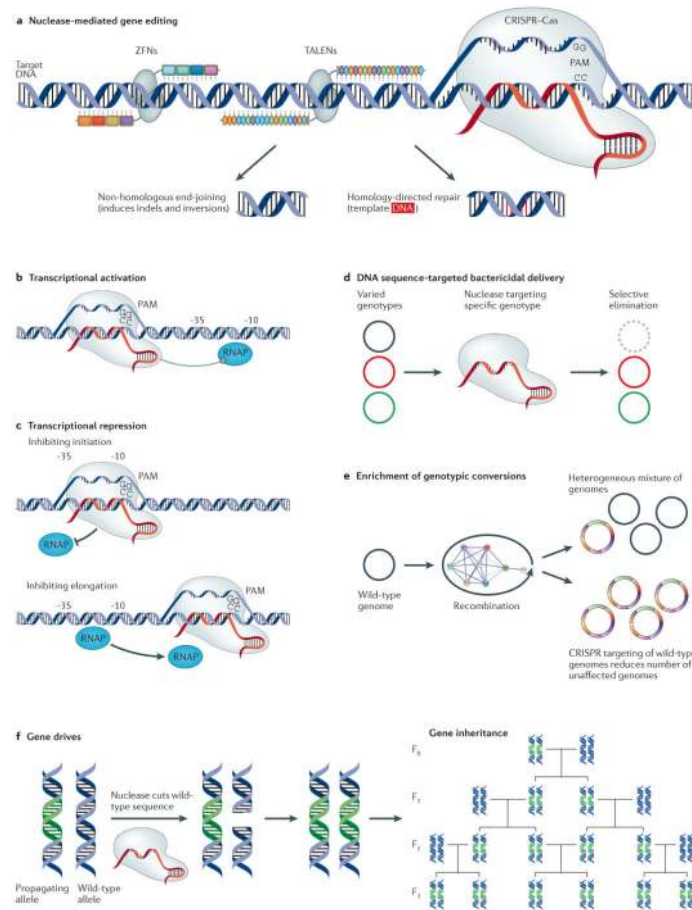 a Nuclease-mediated gene editing
ZFNs
TALENs
CRISPR-Cas
Target
DNA
GG
PAM
CC
Non-homologous end-joining
(induces indels and inversions)
Homology-directed repair
(template DNA)
b Transcriptional activation
PAM
-35
-10
RNAP
c Transcriptional repression
Inhibiting initiation
-35
-10
PAM
RNAP
Inhibiting elongation
-35
-10
PAM
RNAP
RNAP
d DNA sequence-targeted bactericidal delivery
Varied
genotypes
Nuclease targeting
specific genotype
Selective
elimination
e Enrichment of genotypic conversions
Heterogeneous mixture of
genomes
Wild-type
genome
Recombination
CRISPR targeting of wild-type
genomes reduces number of
unaffected genomes
f Gene drives
Nuclease cuts wild-
type sequence
Propagating
allele
Wild-type
allele
Gene inheritance
F
F
F
F